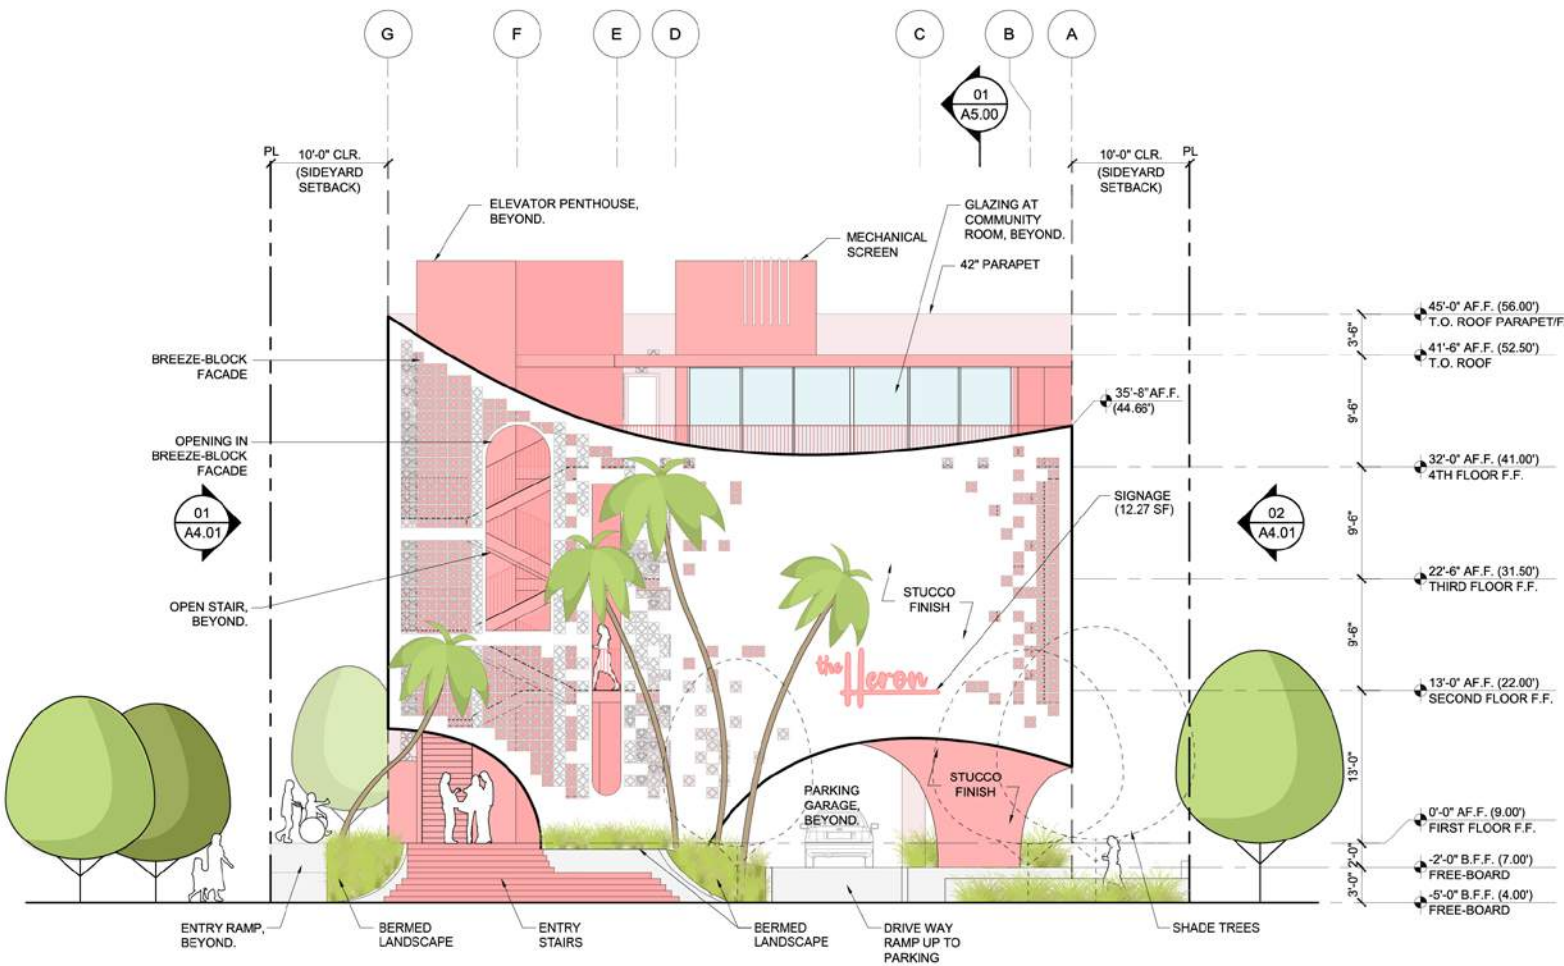 G
F
E
D
C
B
A
01
A5.00
PL
10'-0" CLR.
(SIDEYARD
SETBACK)
10'-0" CLR.
(SIDEYARD
SETBACK)
PL
ELEVATOR PENTHOUSE,
BEYOND.
MECHANICAL
SCREEN
GLAZING AT
COMMUNITY
ROOM, BEYOND.
42" PARAPET
45'-0" AF.F. (56.00')
T.O. ROOF PARAPET/F
3'-6"
41'-6" AF.F. (52.50')
T.O. ROOF
BREEZE-BLOCK
FACADE
35'-8" AF.F.
(44.66')
9'-6"
OPENING IN
BREEZE-BLOCK
FACADE
32'-0" AF.F. (41.00')
4TH FLOOR F.F.
01
A4.01
SIGNAGE
(12.27 SF)
02
A4.01
9'-6"
22'-6" AF.F. (31.50')
THIRD FLOOR F.F.
STUCCO
FINISH
OPEN STAIR,
BEYOND.
9'-6"
the Heron
13'-0" AF.F. (22.00')
SECOND FLOOR F.F.
13'-0"
STUCCO
FINISH
PARKING
GARAGE,
BEYOND.
0'-0" AF.F. (9.00')
FIRST FLOOR F.F.
2'-0"
-2'-0" B.F.F. (7.00')
FREE-BOARD
3'-0"
-5'-0" B.F.F. (4.00')
FREE-BOARD
ENTRY RAMP,
BEYOND.
BERMED
LANDSCAPE
ENTRY
STAIRS
BERMED
LANDSCAPE
DRIVE WAY
RAMP UP TO
PARKING
SHADE TREES